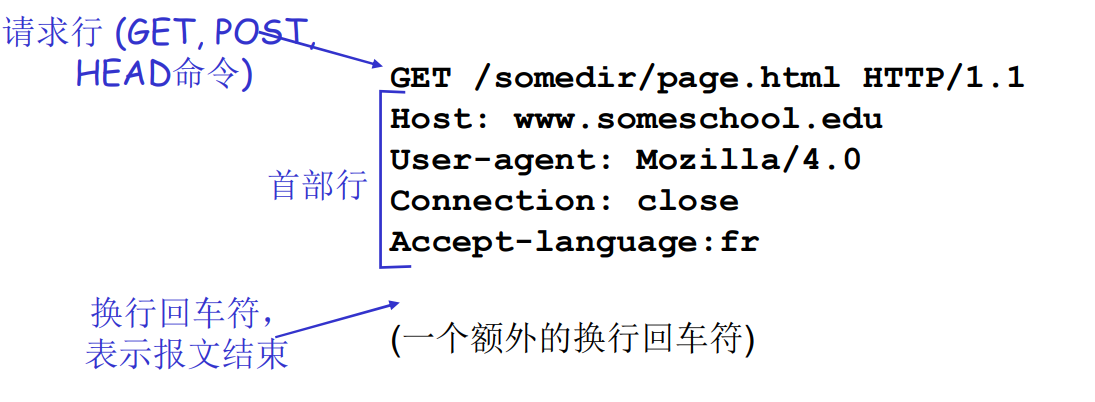 请求行 (GET, POST,
HEAD命令)
GET /somedir/page.html HTTP/1.1
Host: www.someschool.edu
User-agent: Mozilla/4.0
Connection: close
Accept-language:fr
首部行
换行回车符，
表示报文结束
(一个额外的换行回车符)